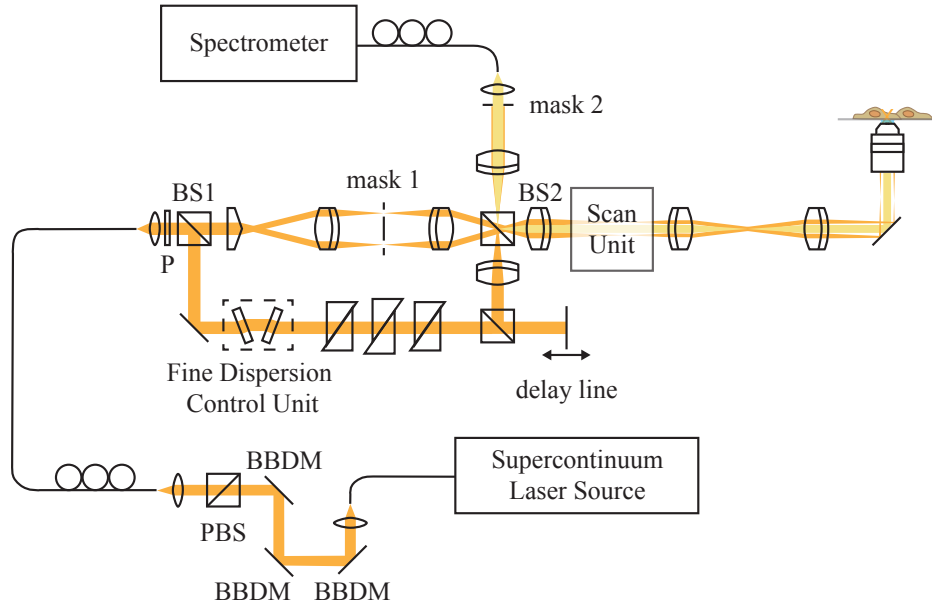 Spectrometer
mask 2
BS1
mask 1
BS2
Scan
Unit
P
Fine Dispersion
Control Unit
delay line
BBDM
Supercontinuum
Laser Source
PBS
BBDM
BBDM